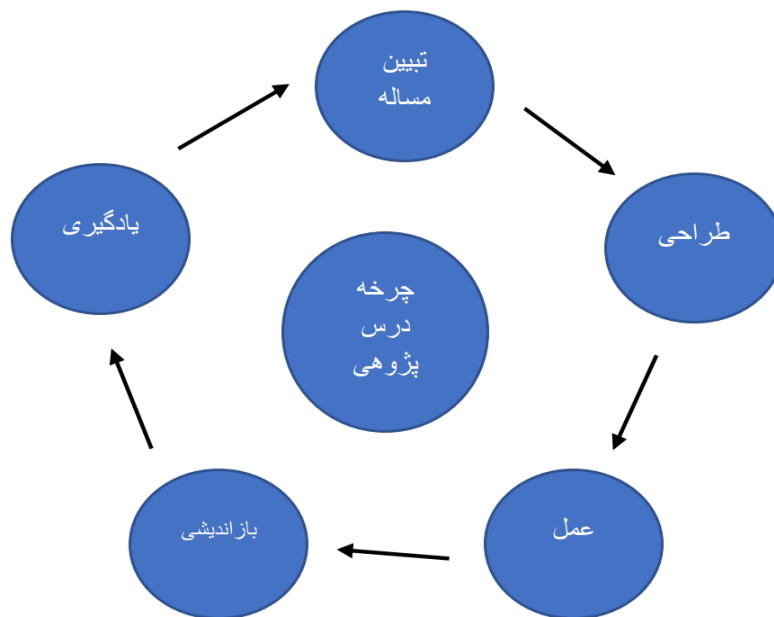 تبیین
مساله
طراحی
عمل
بازاندیشی
یادگیری
چرخه
درس
پژوهی